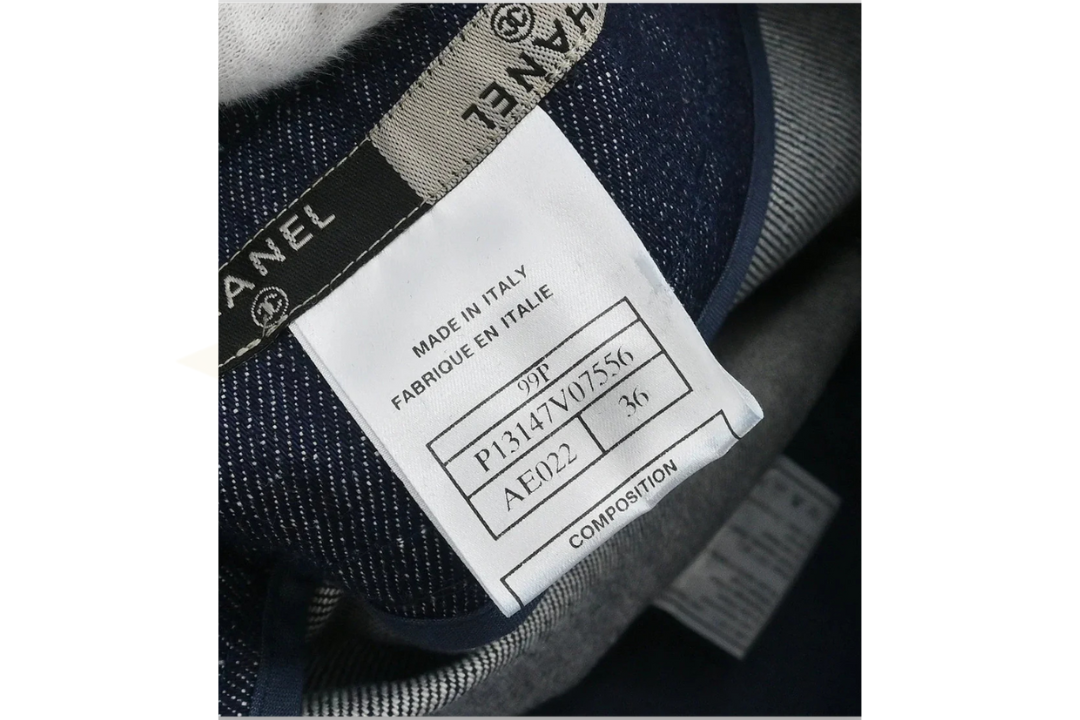 CHANEL
CHANEL
MADE IN ITALY
FABRIQUE EN ITALIE
99P
P13147V07556
AE022 36
COMPOSITION